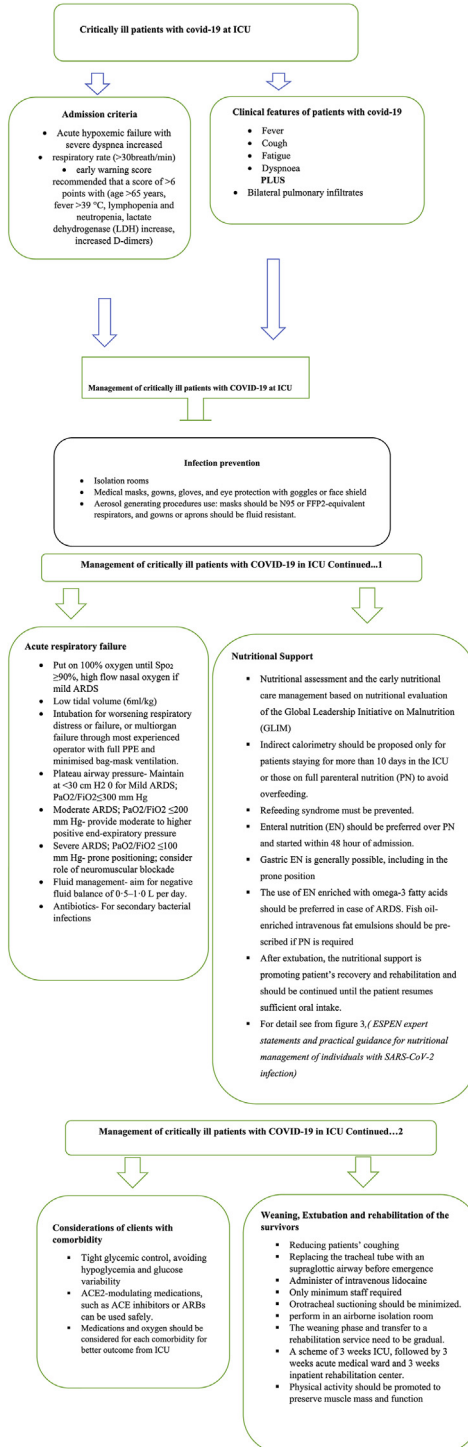 Critically ill patients with covid-19 at ICU
Admission criteria
• Acute hypoxemic failure with
severe dyspnea increased
• respiratory rate (>30breath/min)
• early warning score
recommended that a score of >6
points with (age >65 years,
fever >39 °C, lymphopenia and
neutropenia, lactate
dehydrogenase (LDH) increase,
increased D-dimers)
Clinical features of patients with covid-19
• Fever
• Cough
• Fatigue
• Dyspnoea
PLUS
• Bilateral pulmonary infiltrates
Management of critically ill patients with COVID-19 at ICU
Infection prevention
• Isolation rooms
• Medical masks, gowns, gloves, and eye protection with goggles or face shield
• Aerosol generating procedures use: masks should be N95 or FFP2-equivalent
respirators, and gowns or aprons should be fluid resistant.
Management of critically ill patients with COVID-19 in ICU Continued...1
Acute respiratory failure
• Put on 100% oxygen until Spo₂
≥90%, high flow nasal oxygen if
mild ARDS
• Low tidal volume (6ml/kg)
• Intubation for worsening respiratory
distress or failure, or multiorgan
failure through most experienced
operator with full PPE and
minimised bag-mask ventilation.
• Plateau airway pressure- Maintain
at <30 cm H2 0 for Mild ARDS;
PaO2/FiO2≤300 mm Hg
• Moderate ARDS; PaO2/FiO2 ≤200
mm Hg- provide moderate to higher
positive end-expiratory pressure
• Severe ARDS; PaO2/FiO2 ≤100
mm Hg- prone positioning; consider
role of neuromuscular blockade
• Fluid management- aim for negative
fluid balance of 0·5–1·0 L per day.
• Antibiotics- For secondary bacterial
infections
Nutritional Support
▪ Nutritional assessment and the early nutritional
care management based on nutritional evaluation
of the Global Leadership Initiative on Malnutrition
(GLIM)
▪ Indirect calorimetry should be proposed only for
patients staying for more than 10 days in the ICU
or those on full parenteral nutrition (PN) to avoid
overfeeding.
▪ Refeeding syndrome must be prevented.
▪ Enteral nutrition (EN) should be preferred over PN
and started within 48 hour of admission.
▪ Gastric EN is generally possible, including in the
prone position
▪ The use of EN enriched with omega-3 fatty acids
should be preferred in case of ARDS. Fish oil-
enriched intravenous fat emulsions should be pre-
scribed if PN is required
▪ After extubation, the nutritional support is
promoting patient's recovery and rehabilitation and
should be continued until the patient resumes
sufficient oral intake.
▪ For detail see from figure 3,( ESPEN expert
statements and practical guidance for nutritional
management of individuals with SARS-CoV-2
infection)
Management of critically ill patients with COVID-19 in ICU Continued…2
Considerations of clients with
comorbidity
▪ Tight glycemic control, avoiding
hypoglycemia and glucose
variability
▪ ACE2-modulating medications,
such as ACE inhibitors or ARBs
can be used safely.
▪ Medications and oxygen should be
considered for each comorbidity for
better outcome from ICU
Weaning, Extubation and rehabilitation of the
survivors
▪ Reducing patients' coughing
▪ Replacing the tracheal tube with an
supraglottic airway before emergence
▪ Administer of intravenous lidocaine
▪ Only minimum staff required
▪ Orotracheal suctioning should be minimized.
▪ perform in an airborne isolation room
▪ The weaning phase and transfer to a
rehabilitation service need to be gradual.
▪ A scheme of 3 weeks ICU, followed by 3
weeks acute medical ward and 3 weeks
inpatient rehabilitation center.
▪ Physical activity should be promoted to
preserve muscle mass and function